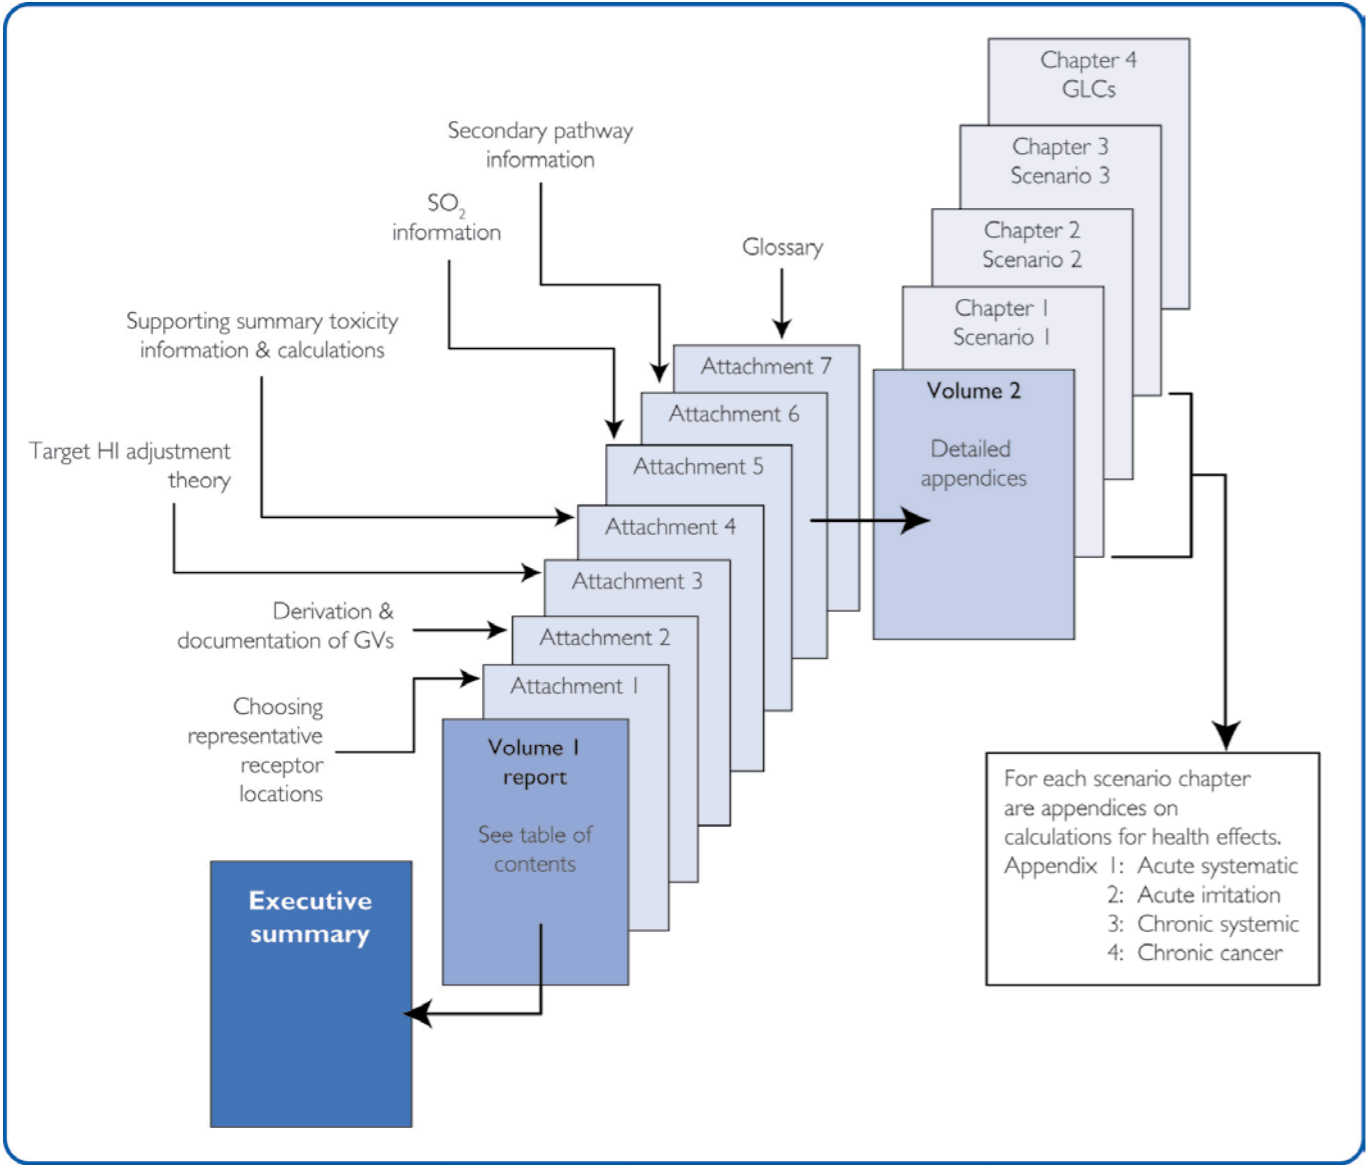 Chapter 4
GLCs
Chapter 3
Scenario 3
Chapter 2
Scenario 2
Chapter 1
Scenario 1
Volume 2
Detailed
appendices
Secondary pathway
information
SO2
information
Glossary
Supporting summary toxicity
information & calculations
Target HI adjustment
theory
Derivation &
documentation of GVs
Choosing
representative
receptor
locations
Attachment 7
Attachment 6
Attachment 5
Attachment 4
Attachment 3
Attachment 2
Attachment 1
Volume 1
report
See table of
contents
Executive
summary
For each scenario chapter
are appendices on
calculations for health effects.
Appendix 1: Acute systematic
2: Acute irritation
3: Chronic systemic
4: Chronic cancer